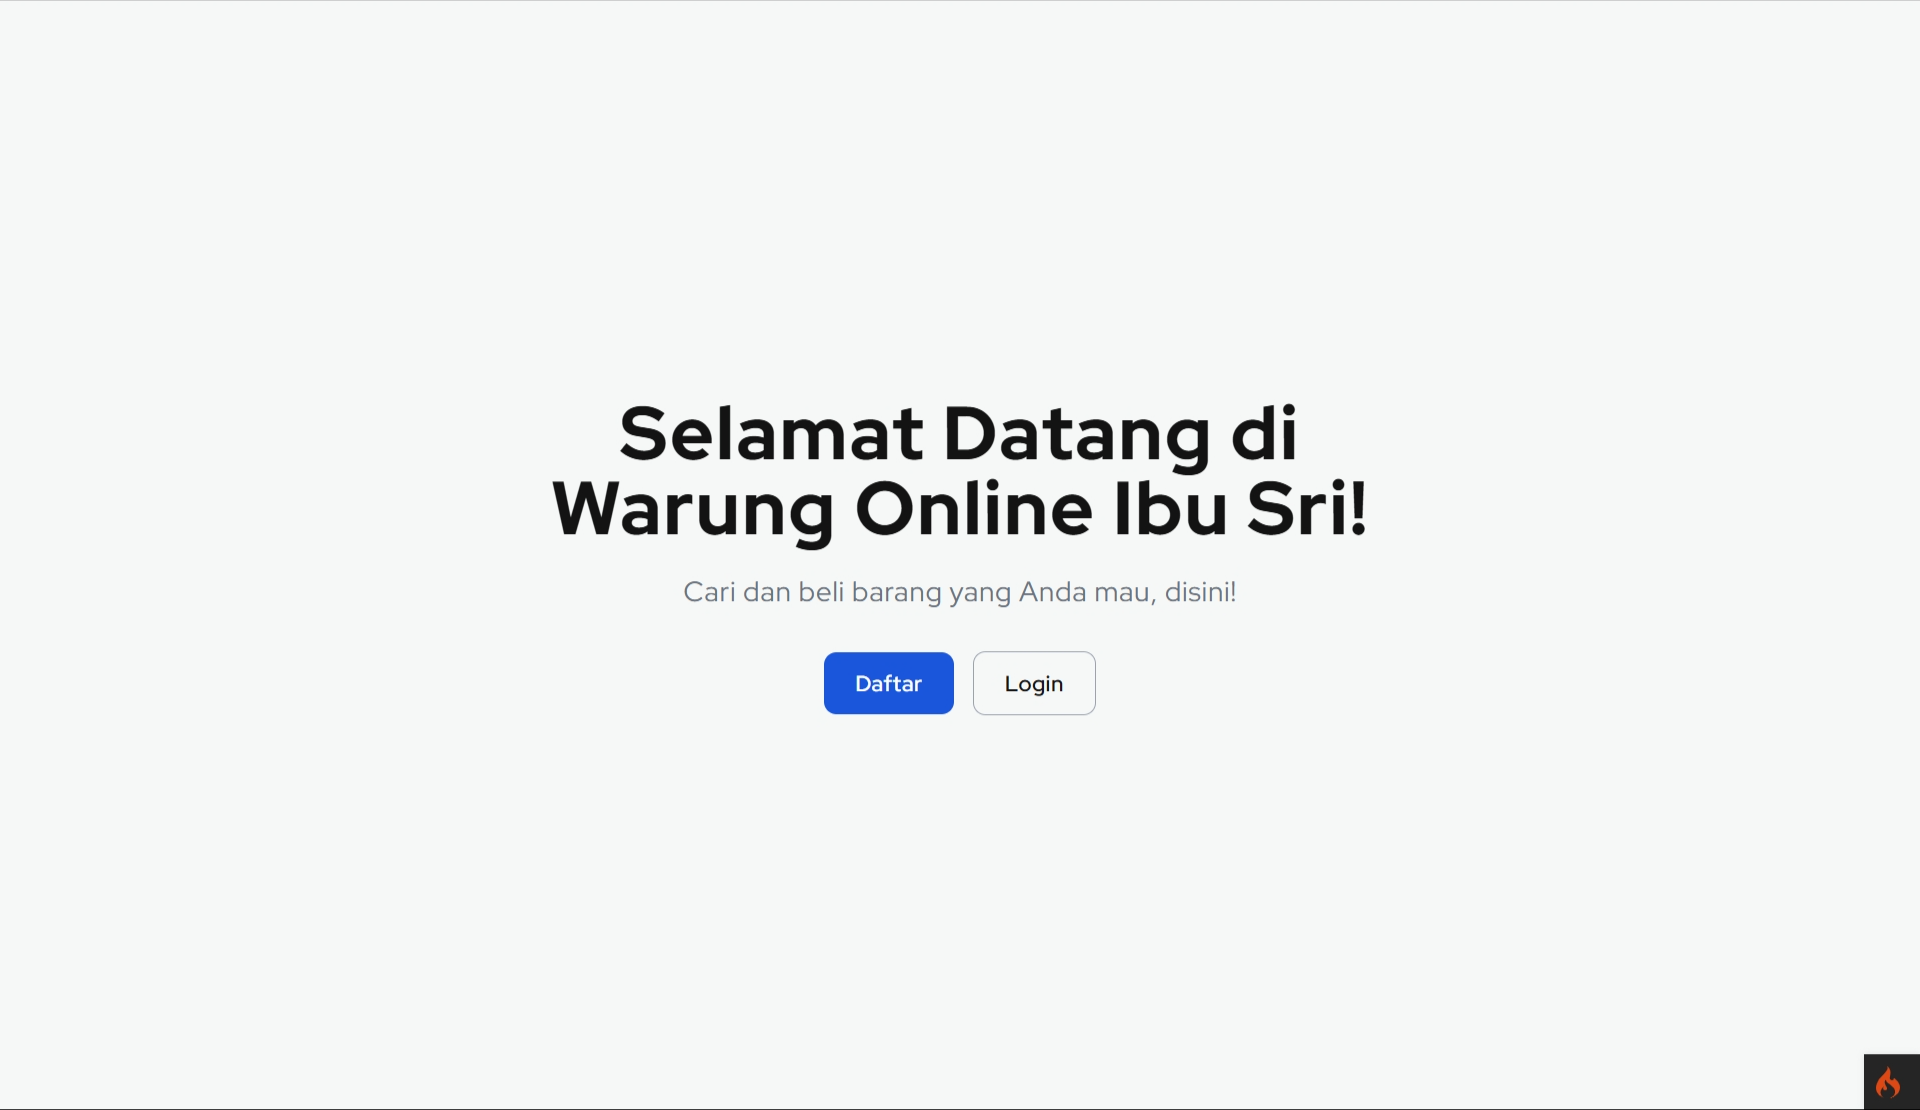 Selamat Datang di
Warung Online Ibu Sri!
Cari dan beli barang yang Anda mau, disini!
Daftar
Login